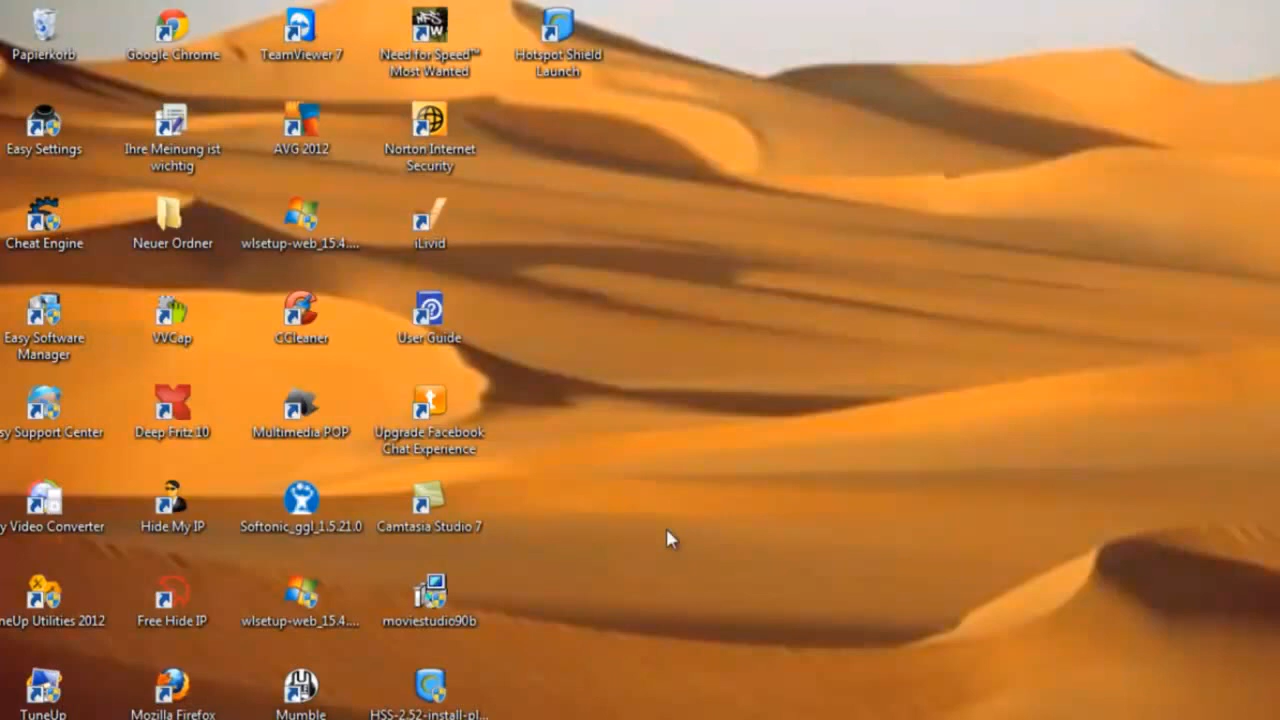 Papierkorb
Google Chrome
TeamViewer 7
Need for Speed™
Most Wanted
Hotspot Shield
Launch
Easy Settings
Ihre Meinung ist
wichtig
AVG 2012
Norton Internet
Security
Cheat Engine
Neuer Ordner
wlsetup-web_15.4....
iLivid
Easy Software
Manager
VVCap
CCleaner
User Guide
sy Support Center
Deep Fritz 10
Multimedia POP
Upgrade Facebook
Chat Experience
y Video Converter
Hide My IP
Softonic_ggl_1.5.21.0
Camtasia Studio 7
neUp Utilities 2012
Free Hide IP
wlsetup-web_15.4....
moviestudio90b
TuneUp
Mozilla Firefox
Mumble
HSS-2.52-install-pl...